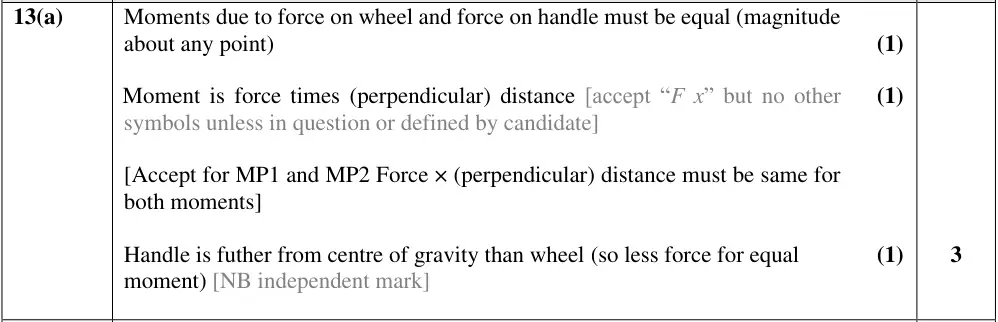 13(a) Moments due to force on wheel and force on handle must be equal (magnitude
about any point) (1)
Moment is force times (perpendicular) distance [accept “F x” but no other (1)
symbols unless in question or defined by candidate]
[Accept for MP1 and MP2 Force × (perpendicular) distance must be same for
both moments]
Handle is futher from centre of gravity than wheel (so less force for equal (1) 3
moment) [NB independent mark]